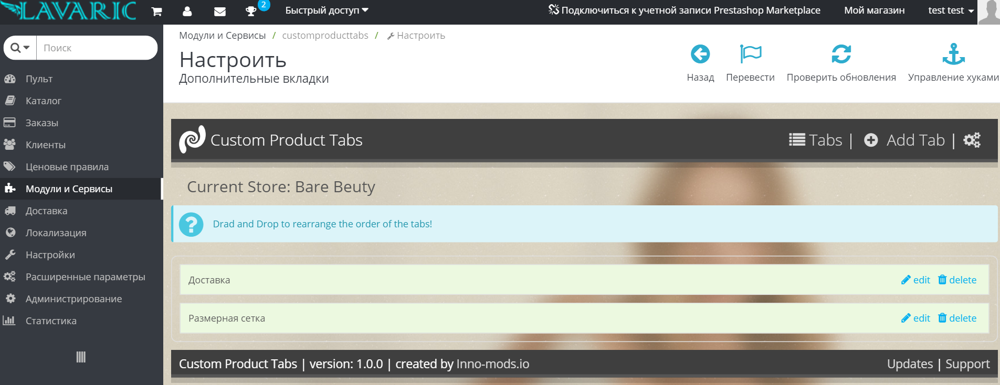 LAVARIC
2
Быстрый доступ
Подключиться к учетной записи Prestashop Marketplace
Мой магазин
test test
Поиск
Пульт
Каталог
Заказы
Клиенты
Ценовые правила
Модули и Сервисы
Доставка
Локализация
Настройки
Расширенные параметры
Администрирование
Статистика
Модули и Сервисы / customproducttabs / Настроить
Настроить
Дополнительные вкладки
Назад
Перевести
Проверить обновления
Управление хуками
Custom Product Tabs
Tabs | Add Tab |
Current Store: Bare Beuty
Drad and Drop to rearrange the order of the tabs!
Доставка
edit delete
Размерная сетка
edit delete
Custom Product Tabs | version: 1.0.0 | created by Inno-mods.io
Updates | Support